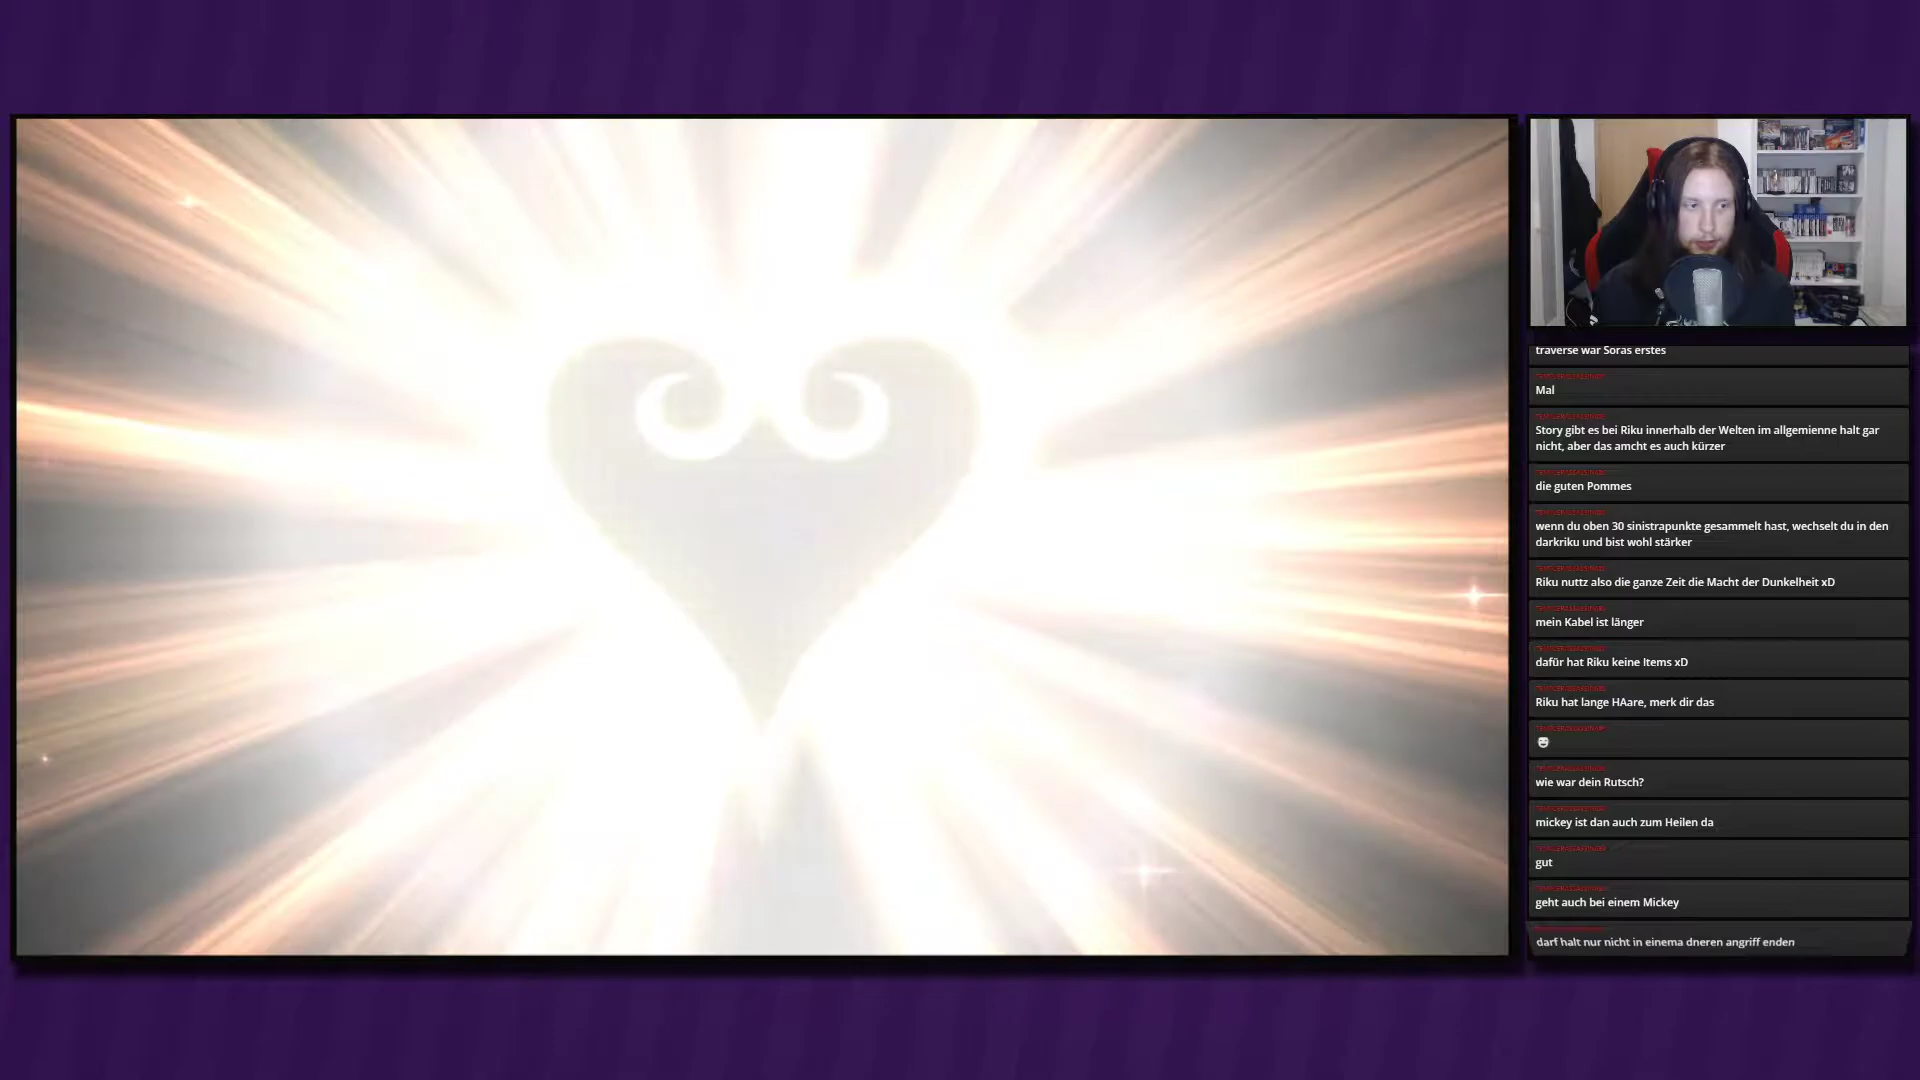 traverse war Soras erstes
Mal
Story gibt es bei Riku innerhalb der Welten im allgemienne halt gar
nicht, aber das amcht es auch kürzer
die guten Pommes
wenn du oben 30 sinistrapunkte gesammelt hast, wechselt du in den
darkriku und bist wohl stärker
Riku nuttz also die ganze Zeit die Macht der Dunkelheit xD
mein Kabel ist länger
dafür hat Riku keine Items xD
Riku hat lange HAare, merk dir das
wie war dein Rutsch?
mickey ist dan auch zum Heilen da
gut
geht auch bei einem Mickey
darf halt nur nicht in einema dneren angriff enden